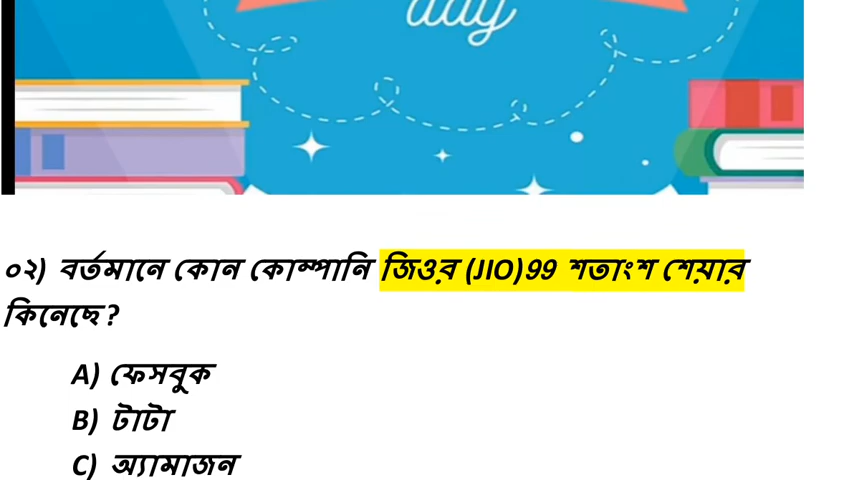 day
০২) বর্তমানে কোন কোম্পানি জিওর (JIO)99 শতাংশ শেয়ার
কিনেছে?
A) ফেসবুক
B) টাটা
C) অ্যামাজন